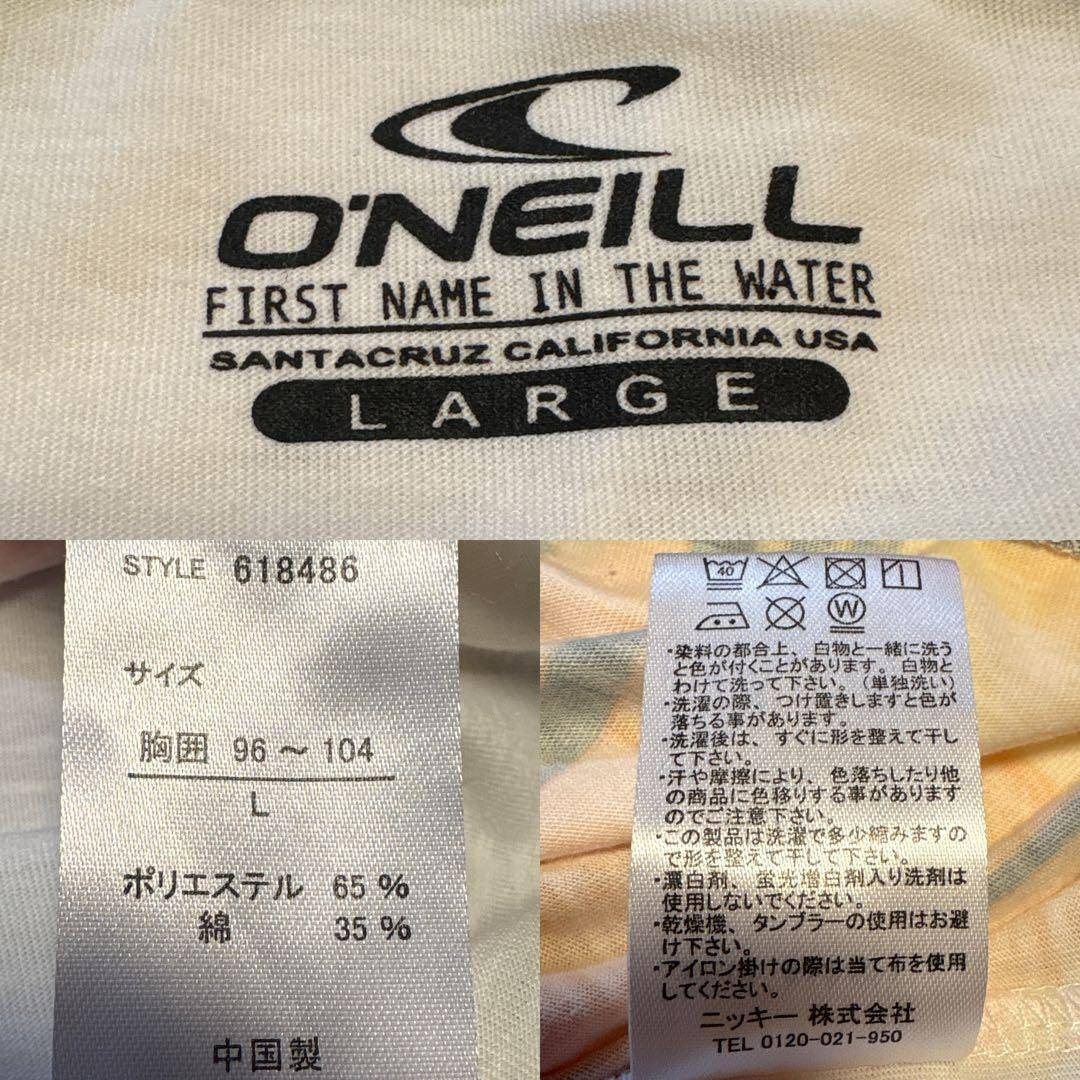 O'NEILL
FIRST NAME IN THE WATER
SANTACRUZ CALIFORNIA USA
LARGE
STYLE 618486
サイズ
胸囲 96 ～ 104
L
ポリエステル 65 %
綿 35 %
中国製
40
W
・染料の都合上、白物と一緒に洗う
と色が付くことがあります。白物と
わけて洗って下さい。（単独洗い）
・洗濯の際、つけ置きしますと色が
落ちる事があります。
・洗濯後は、すぐに形を整えて干し
て下さい。
・汗や摩擦により、色落ちしたり他
の商品に色移りする事があります
のでご注意下さい。
・この製品は洗濯で多少縮みますの
で形を整えて干して下さい。
・漂白剤、蛍光増白剤入り洗剤は
使用しないでください。
・乾燥機、タンブラーの使用はお避
け下さい。
・アイロン掛けの際は当て布を使用
してください。
ニッキー 株式会社
TEL 0120-021-950